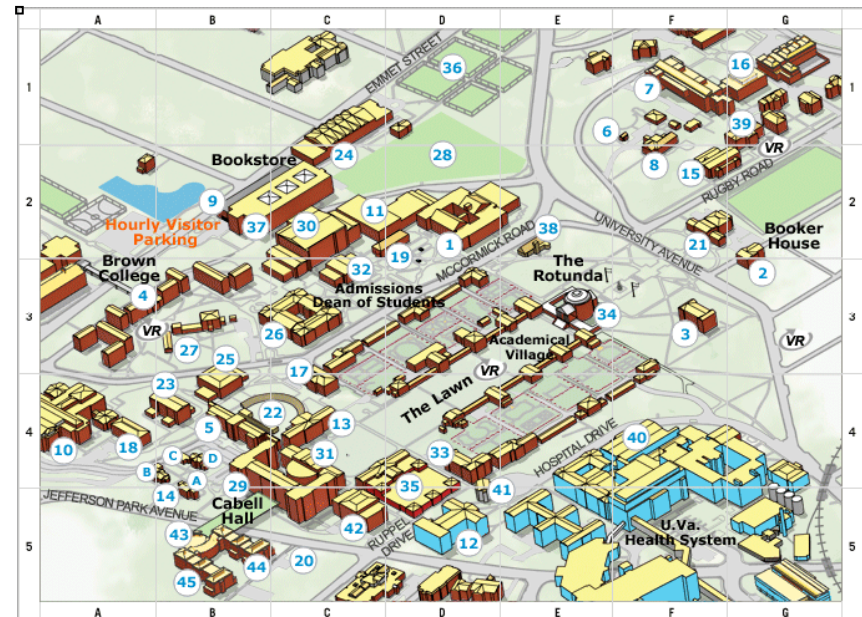 A B C D E F G
EMMET STREET
36
16
1
7
1
6
39
VR
Bookstore
24
28
8
15
RUGBY ROAD
9
2
11
2
Hourly Visitor
Parking
37
30
19
1
MCCORMICK ROAD
38
UNIVERSITY AVENUE
21
Booker
House
Brown
College
32
The
Rotunda
2
4
Admissions
Dean of Students
3
VR
27
26
34
3
3
VR
Academical
Village
25
17
VR
23
The Lawn
22
5
13
4
10
18
33
HOSPITAL DRIVE
40
4
C
D
B
A
31
14
29
35
41
JEFFERSON PARK AVENUE
Cabell
Hall
42
RUPPEL
DRIVE
12
U.Va.
Health System
43
5
44
20
5
45
A B C D E F G